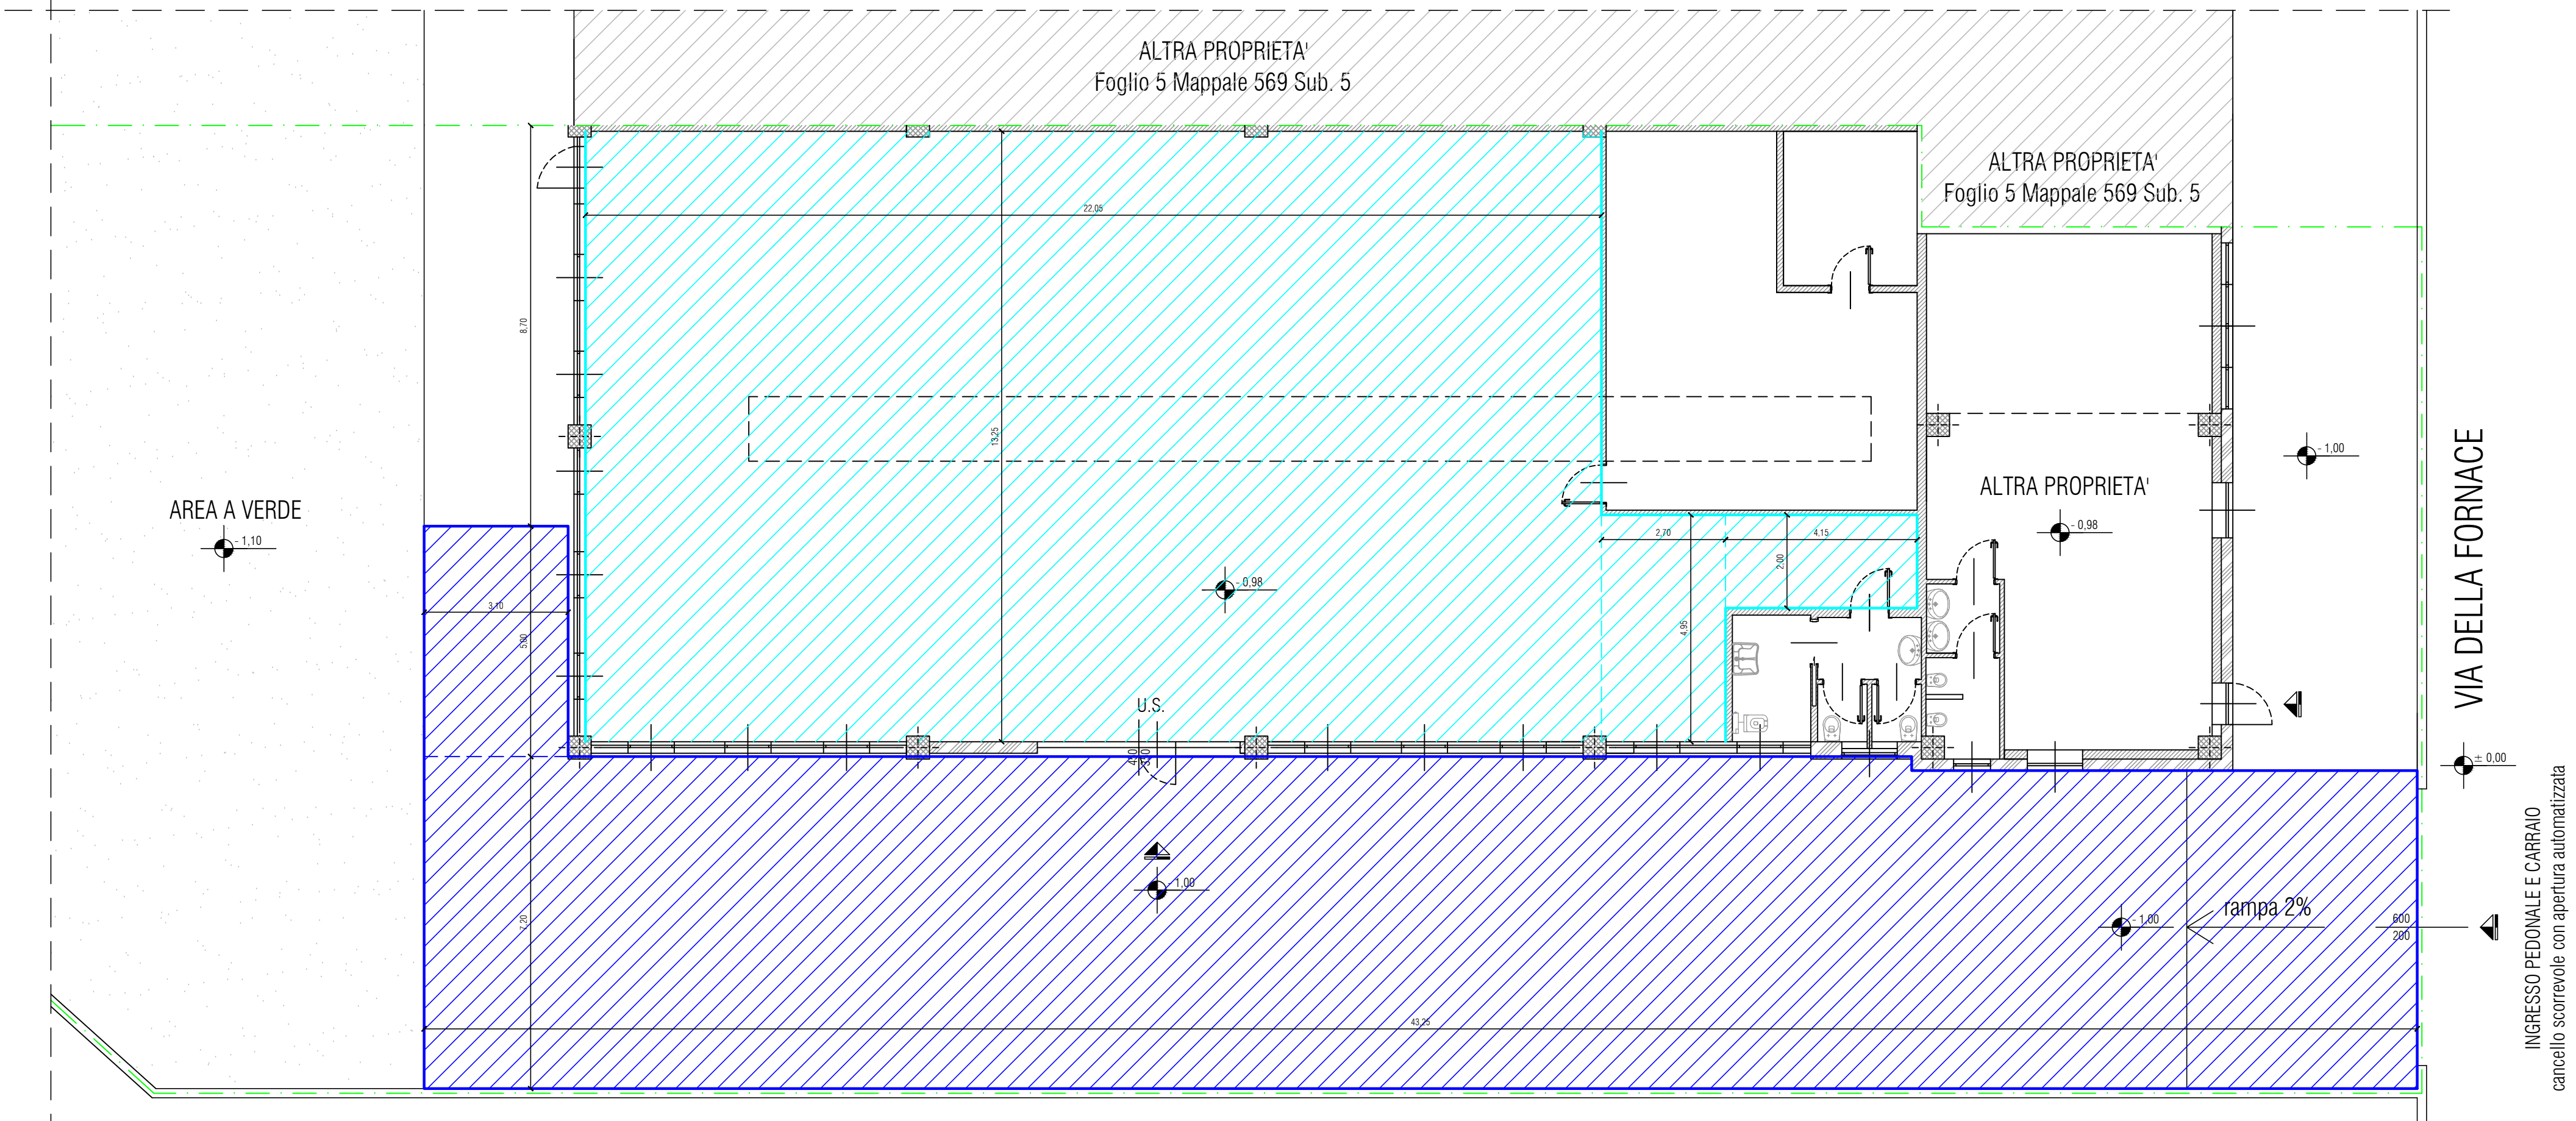 ALTRA PROPRIETA'
Foglio 5 Mappale 569 Sub. 5
ALTRA PROPRIETA'
Foglio 5 Mappale 569 Sub. 5
22,05
8,70
13,25
- 1,00
VIA DELLA FORNACE
ALTRA PROPRIETA'
- 0,98
AREA A VERDE
- 1,10
2,70
4,15
2,00
- 0,98
3,10
5,00
4,95
U.S.
± 0,00
- 1,00
7,20
- 1,00
rampa 2%
600
200
INGRESSO PEDONALE E CARRAIO
cancello scorrevole con apertura automatizzata
43,25